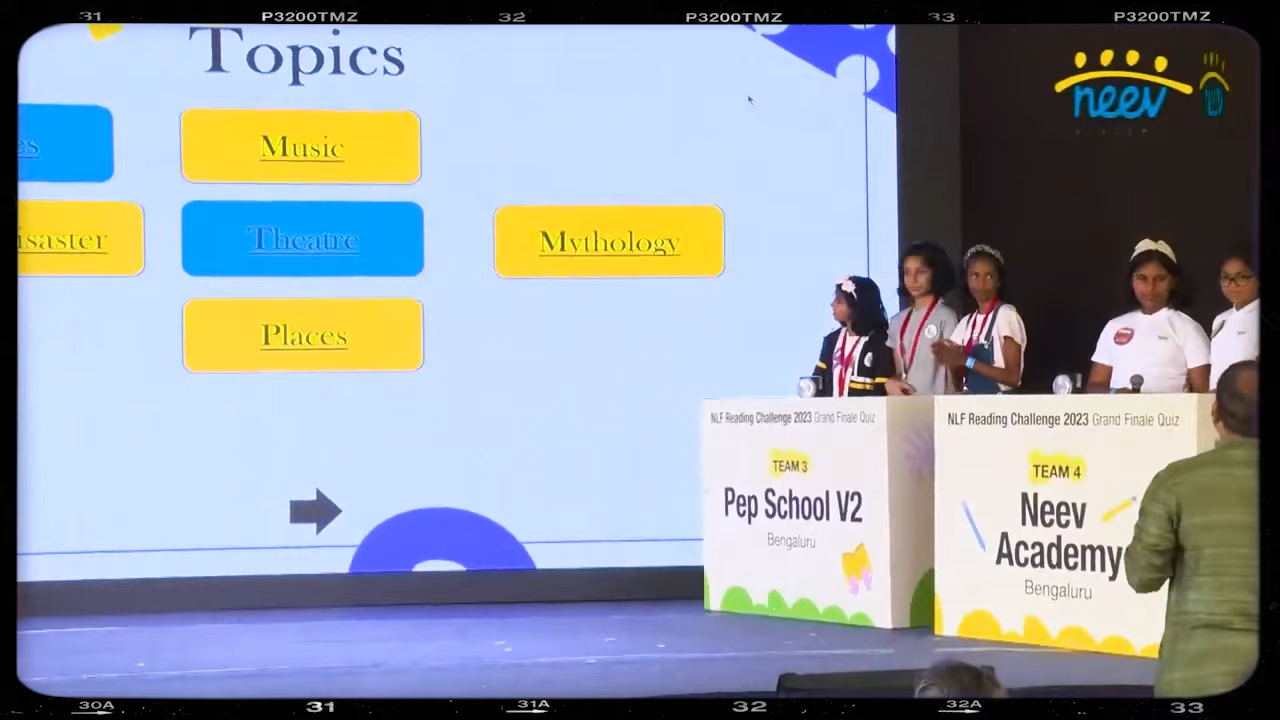 31
P3200TMZ
32
P3200TMZ
33
P3200TMZ
Topics
neev
Music
Theatre
Mythology
isaster
Places
NLF Reading Challenge 2023 Grand Finale Quiz
TEAM 3
Pep School V2
Bengaluru
NLF Reading Challenge 2023 Grand Finale Quiz
TEAM 4
Neev
Academy
Bengaluru
30A
31
31A
32
32A
33